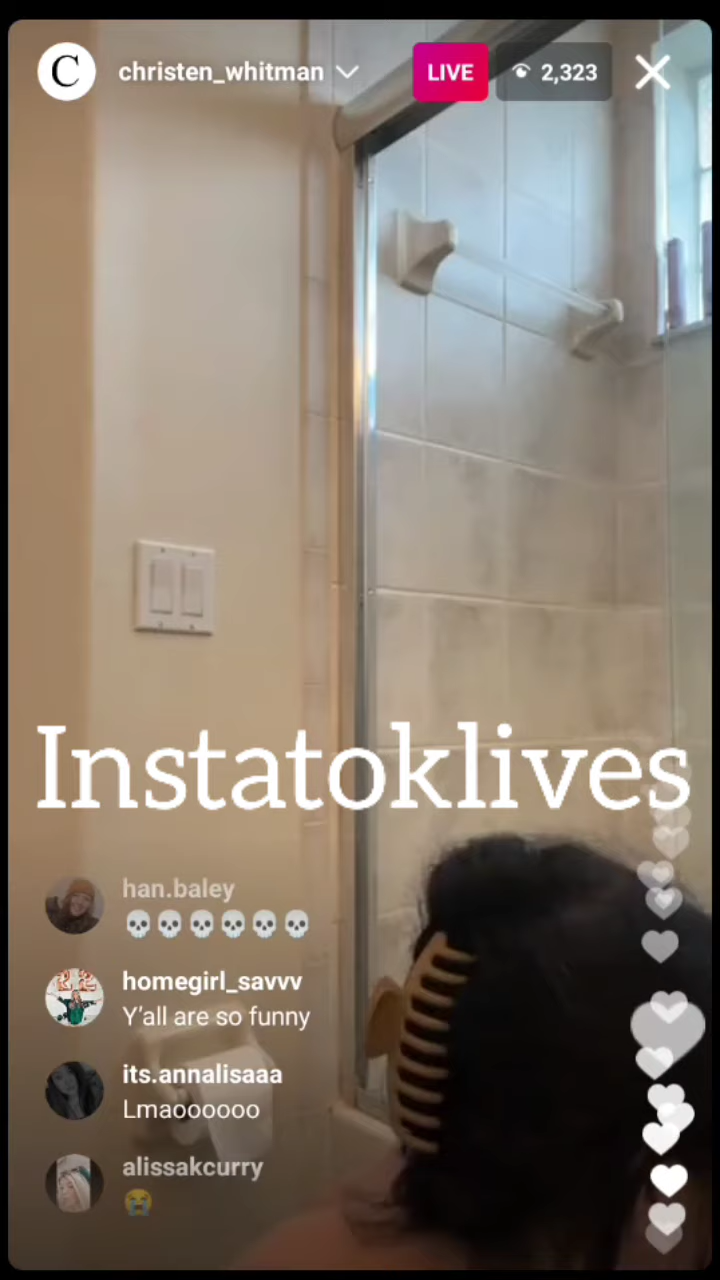 C christen_whitman LIVE 2,323
Instatoklives
han.baley
💀💀💀💀💀💀
homegirl_savvv
Y'all are so funny
its.annalisaaa
Lmaoooooo
alissakcurry
😭